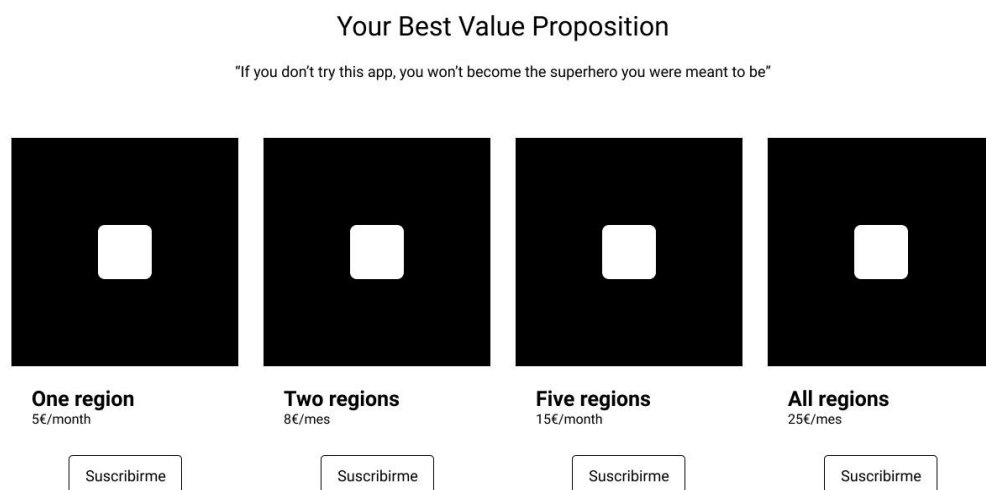 Your Best Value Proposition
“If you don’t try this app, you won’t become the superhero you were meant to be”
One region
5€/month
Suscribirme
Two regions
8€/mes
Suscribirme
Five regions
15€/month
Suscribirme
All regions
25€/mes
Suscribirme